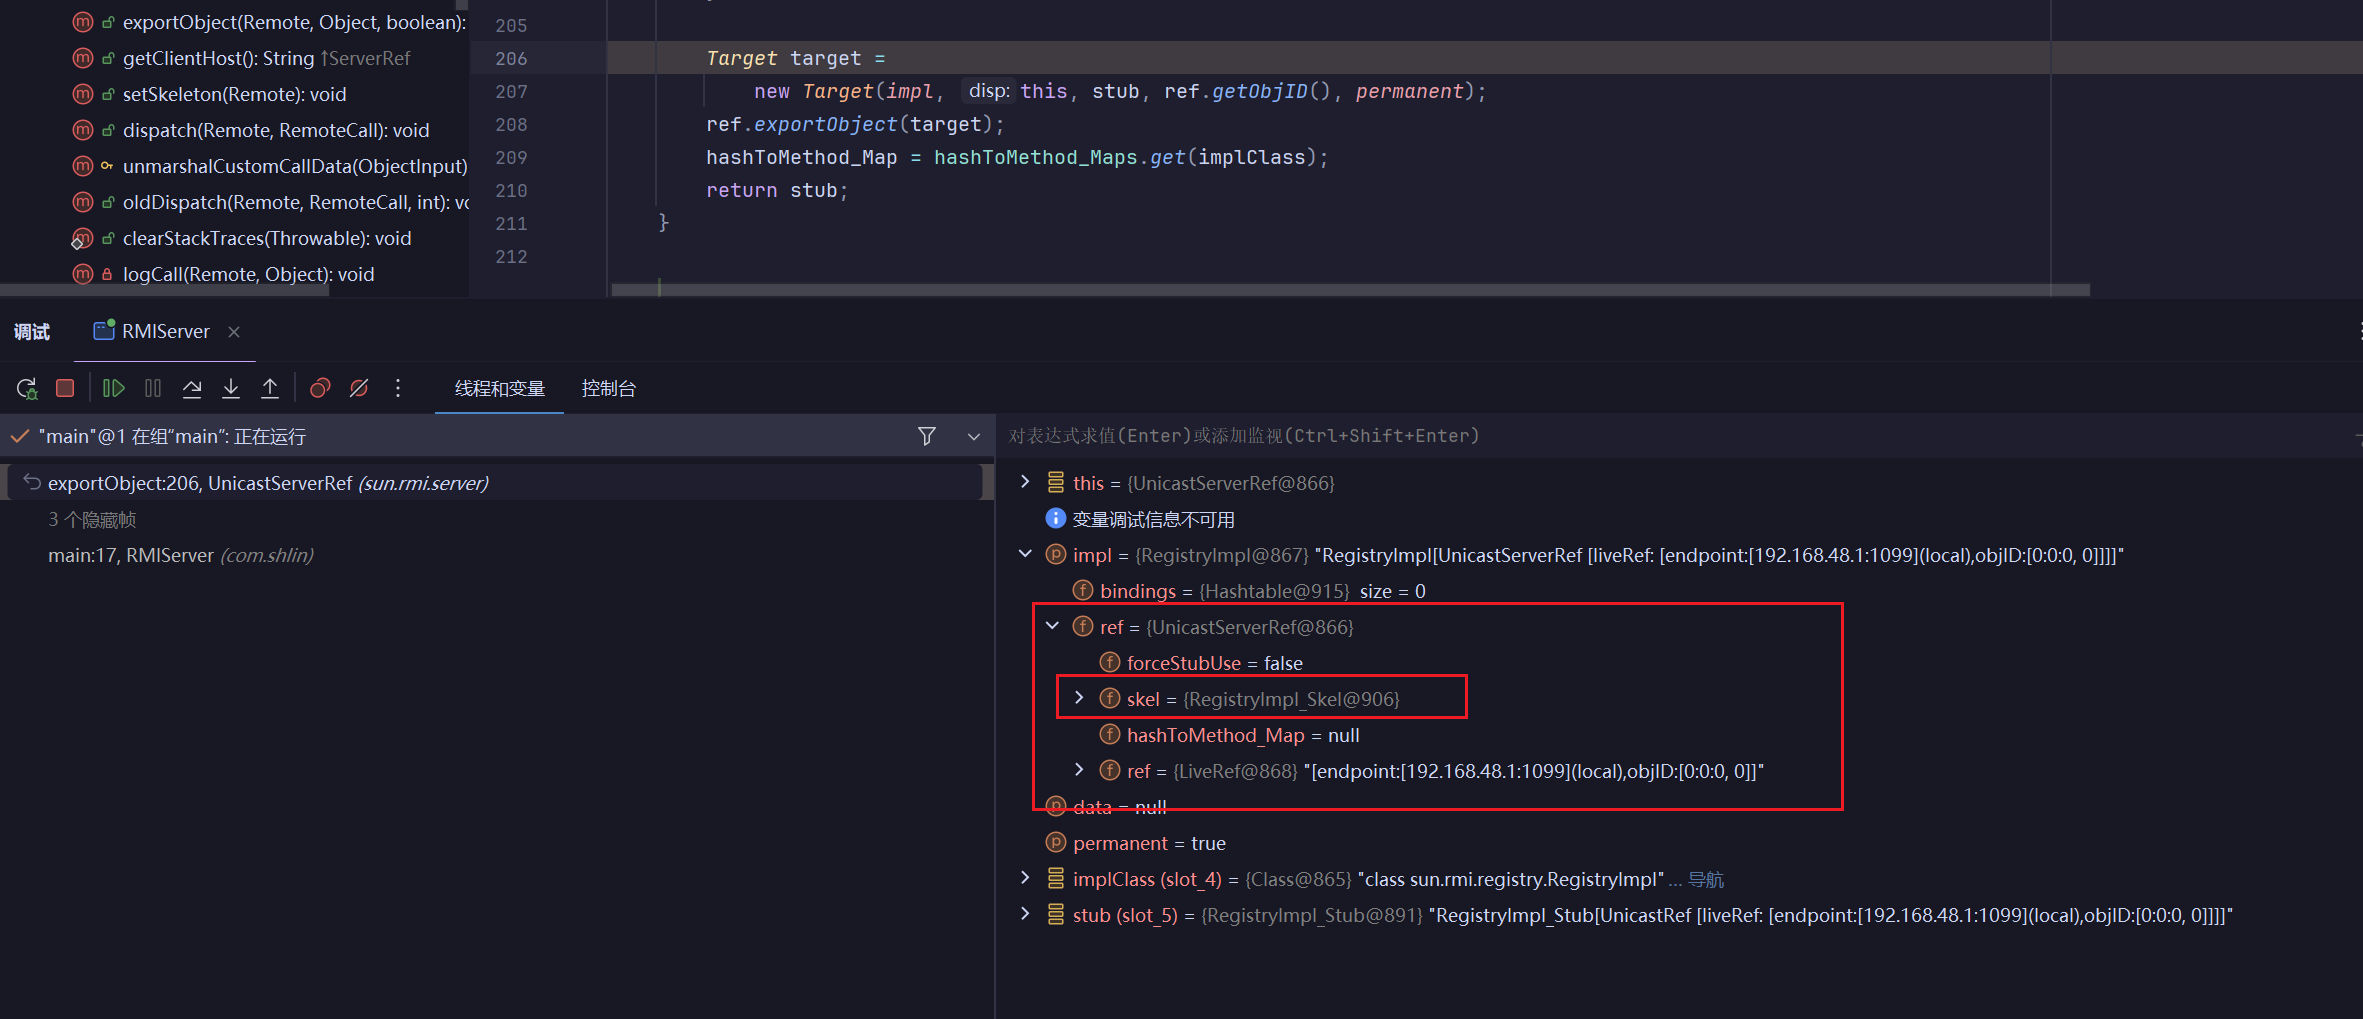 exportObject(Remote, Object, boolean):
getClientHost(): String ↑ServerRef
setSkeleton(Remote): void
dispatch(Remote, RemoteCall): void
unmarshalCustomCallData(ObjectInput)
oldDispatch(Remote, RemoteCall, int): vo
clearStackTraces(Throwable): void
logCall(Remote, Object): void
205
206 Target target =
207 new Target(impl, disp: this, stub, ref.getObjID(), permanent);
208 ref.exportObject(target);
209 hashToMethod_Map = hashToMethod_Maps.get(implClass);
210 return stub;
211 }
212
调试 RMIServer
线程和变量 控制台
"main"@1 在组"main": 正在运行
exportObject:206, UnicastServerRef (sun.rmi.server)
3 个隐藏帧
main:17, RMIServer (com.shlin)
对表达式求值(Enter)或添加监视(Ctrl+Shift+Enter)
this = {UnicastServerRef@866}
变量调试信息不可用
impl = {RegistryImpl@867} "RegistryImpl[UnicastServerRef [liveRef: [endpoint:[192.168.48.1:1099](local),objID:[0:0:0, 0]]]]"
bindings = {Hashtable@915} size = 0
ref = {UnicastServerRef@866}
forceStubUse = false
skel = {RegistryImpl_Skel@906}
hashToMethod_Map = null
ref = {LiveRef@868} "[endpoint:[192.168.48.1:1099](local),objID:[0:0:0, 0]]"
data = null
permanent = true
implClass (slot_4) = {Class@865} "class sun.rmi.registry.RegistryImpl" ... 导航
stub (slot_5) = {RegistryImpl_Stub@891} "RegistryImpl_Stub[UnicastRef [liveRef: [endpoint:[192.168.48.1:1099](local),objID:[0:0:0, 0]]]]"